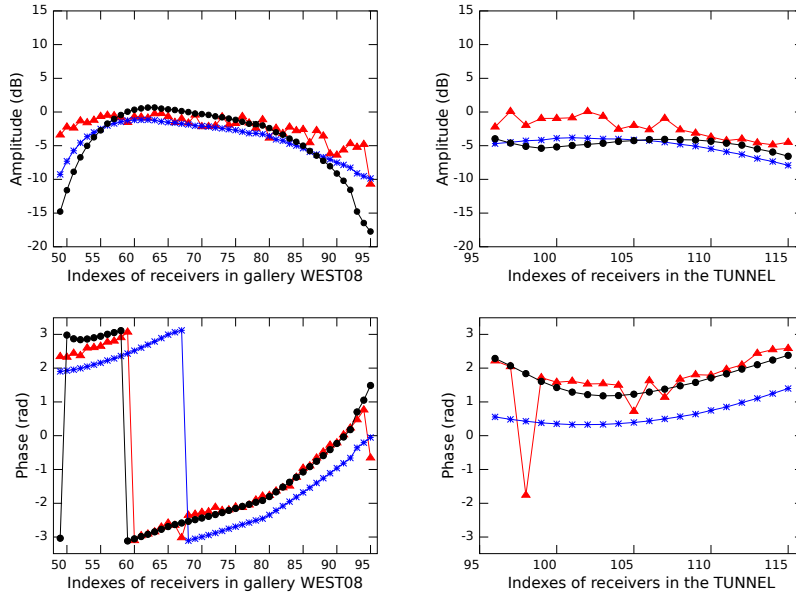 15
10
5
0
-5
-10
-15
-20
Amplitude (dB)
50 55 60 65 70 75 80 85 90 95
Indexes of receivers in gallery WEST08
15
10
5
0
-5
-10
-15
-20
Amplitude (dB)
95 100 105 110 115
Indexes of receivers in the TUNNEL
3
2
1
0
-1
-2
-3
Phase (rad)
50 55 60 65 70 75 80 85 90 95
Indexes of receivers in gallery WEST08
3
2
1
0
-1
-2
-3
Phase (rad)
95 100 105 110 115
Indexes of receivers in the TUNNEL